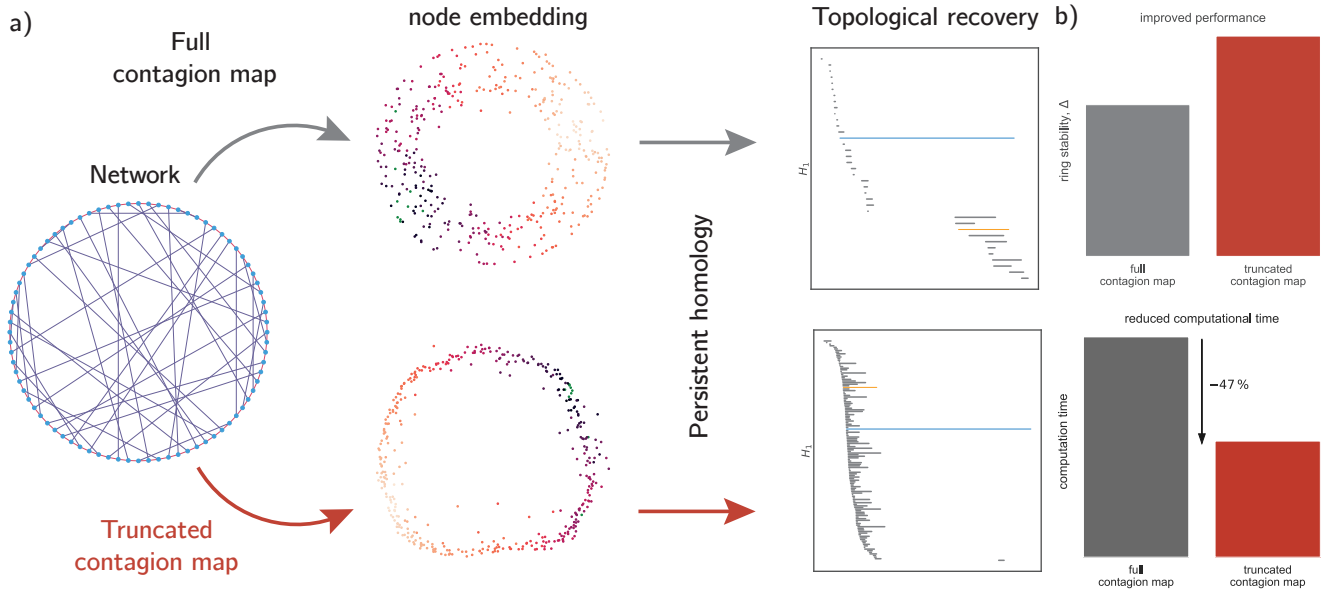 a)
Full
contagion map
node embedding
Topological recovery
b)
Network
Persistent homology
Truncated
contagion map
H1
H1
improved performance
ring stability, Δ
full
contagion map
truncated
contagion map
reduced computational time
−47 %
computation time
full
contagion map
truncated
contagion map